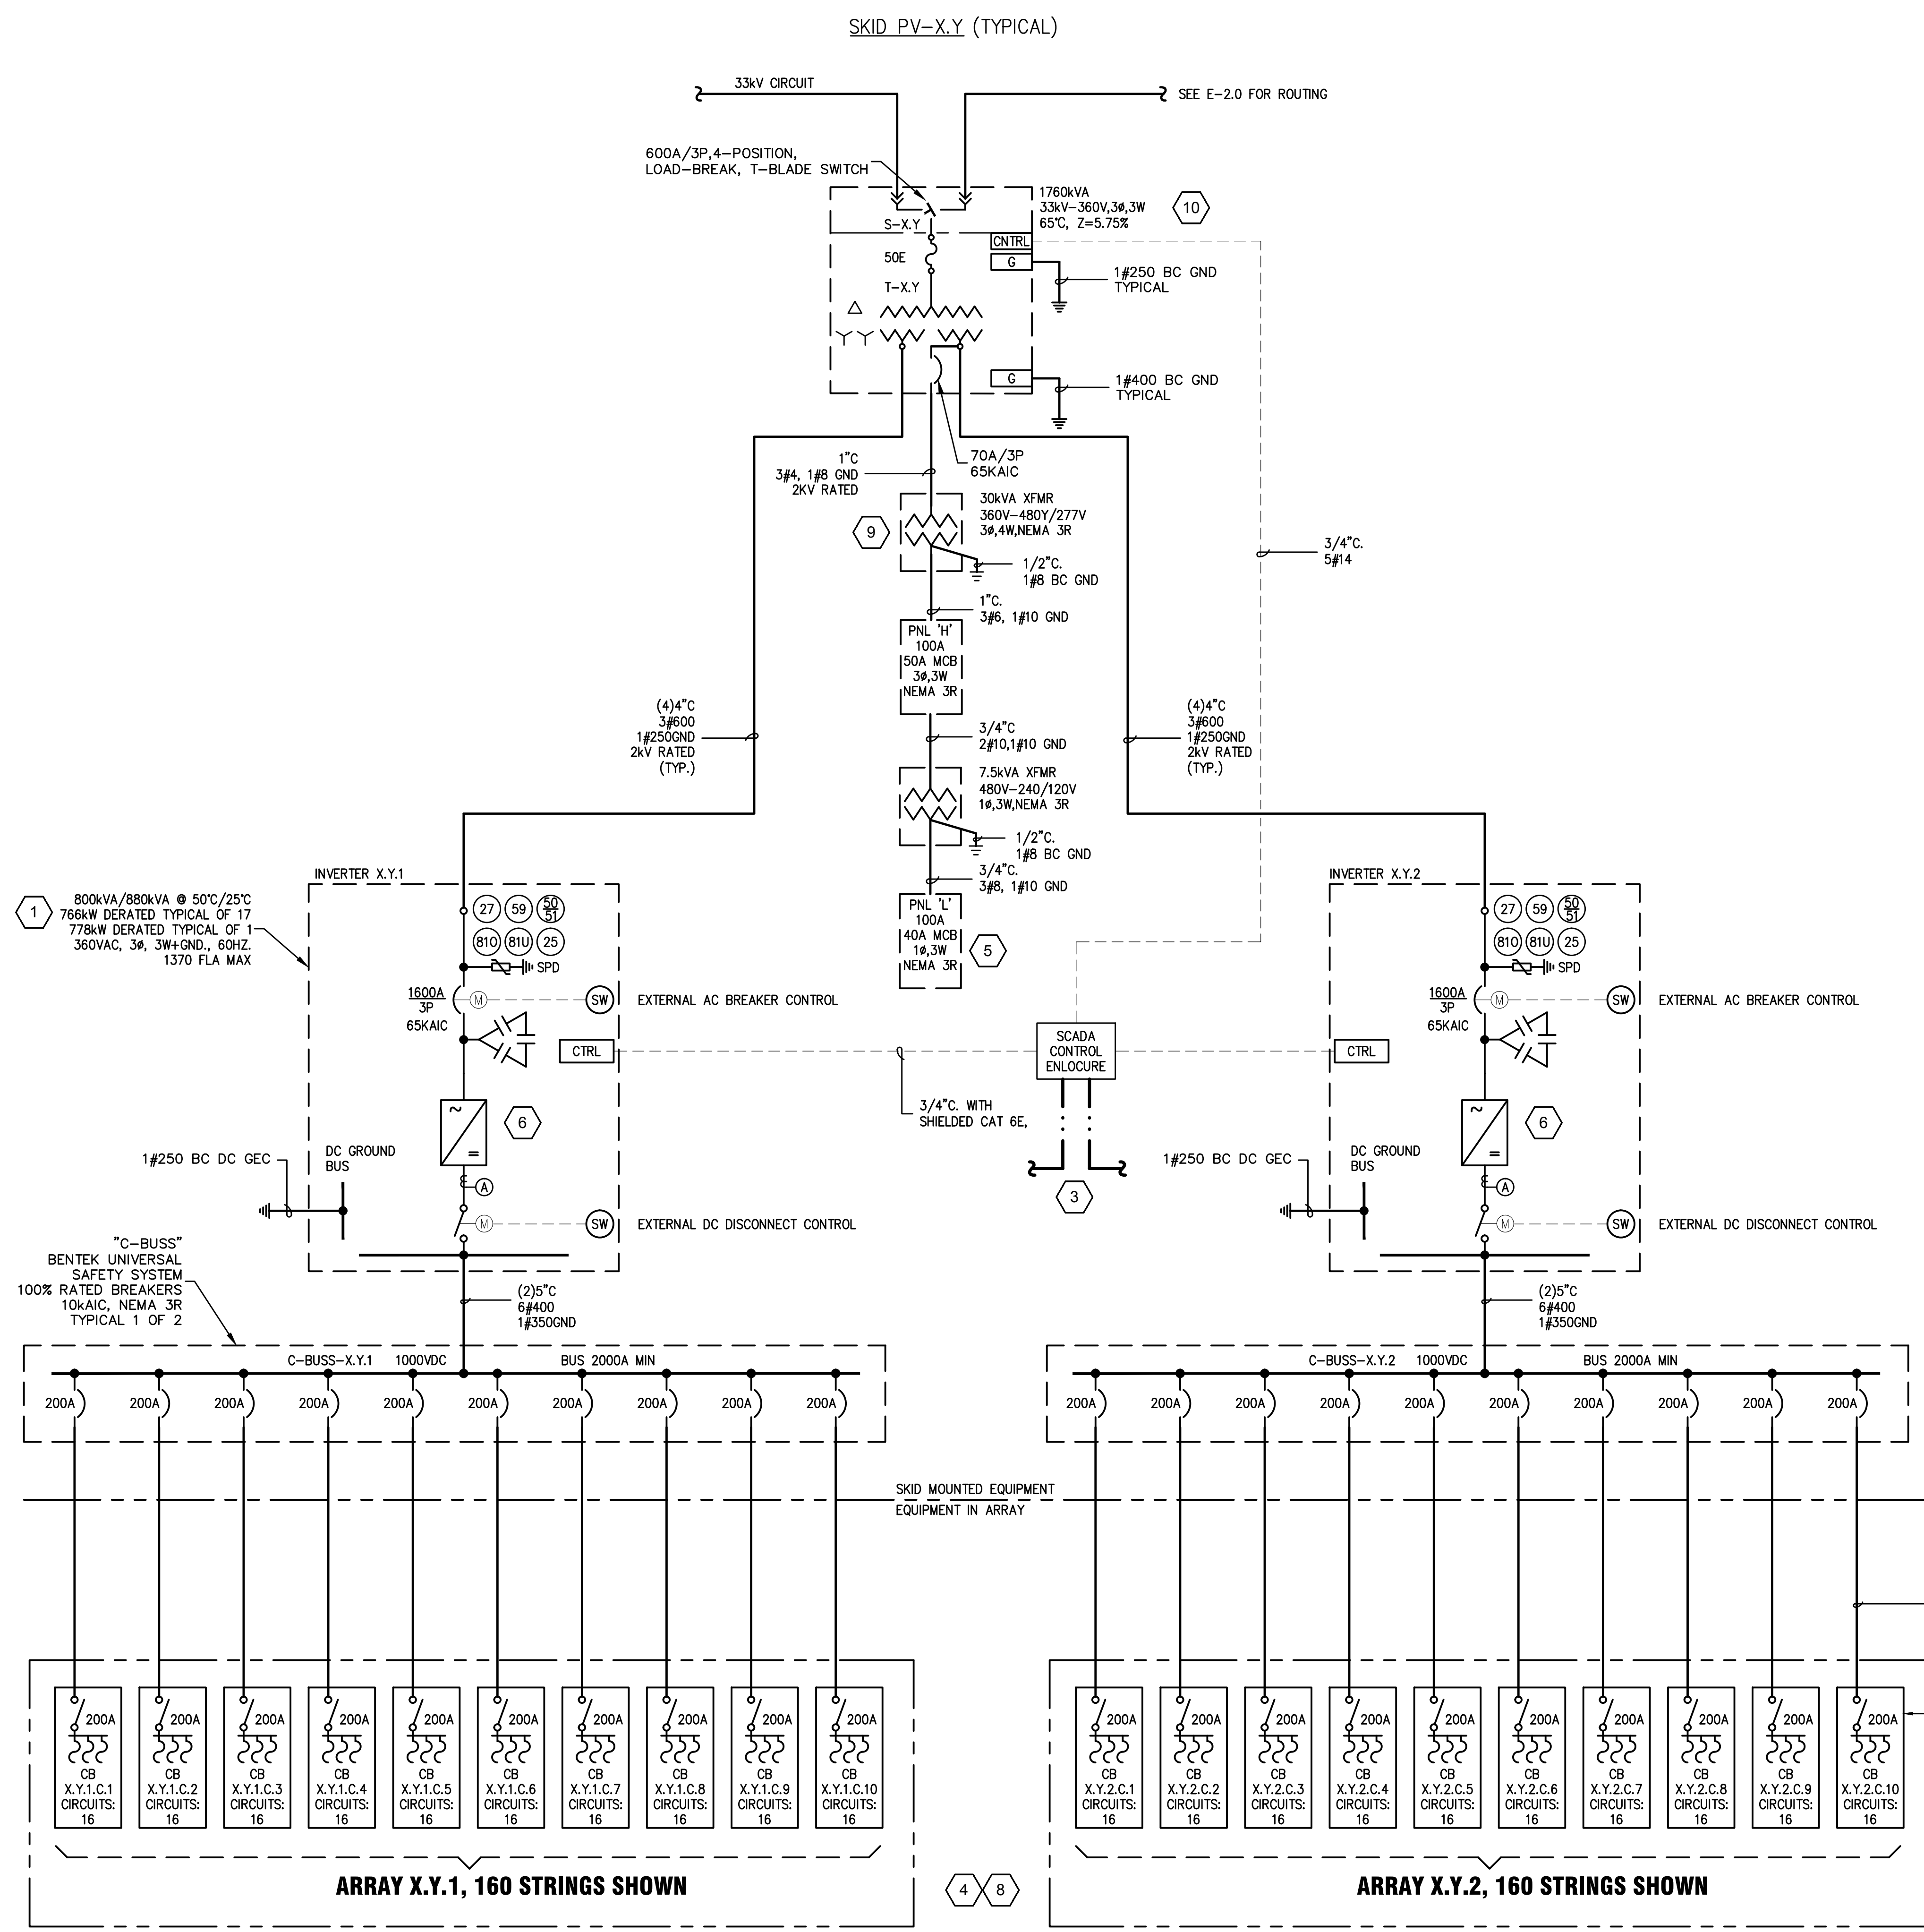 SKID PV-X.Y (TYPICAL)
33kV CIRCUIT
SEE E-2.0 FOR ROUTING
600A/3P,4-POSITION,
LOAD-BREAK, T-BLADE SWITCH
1760kVA
33kV-360V,3ø,3W
65°C, Z=5.75%
10
S-X.Y
CNTRL
50E
G
1#250 BC GND
TYPICAL
T-X.Y
G
1#400 BC GND
TYPICAL
1"C
3#4, 1#8 GND
2KV RATED
70A/3P
65KAIC
9
30kVA XFMR
360V-480Y/277V
3ø,4W,NEMA 3R
1/2"C.
1#8 BC GND
3/4"C.
5#14
1"C.
3#6, 1#10 GND
PNL 'H'
100A
50A MCB
3ø,3W
NEMA 3R
(4)4"C
3#600
1#250GND
2kV RATED
(TYP.)
3/4"C
2#10,1#10 GND
(4)4"C
3#600
1#250GND
2kV RATED
(TYP.)
7.5kVA XFMR
480V-240/120V
1ø,3W,NEMA 3R
1/2"C.
1#8 BC GND
3/4"C.
3#8, 1#10 GND
PNL 'L'
100A
40A MCB
1ø,3W
NEMA 3R
5
1
800kVA/880kVA @ 50°C/25°C
766kW DERATED TYPICAL OF 17
778kW DERATED TYPICAL OF 1
360VAC, 3ø, 3W+GND., 60HZ.
1370 FLA MAX
INVERTER X.Y.1
27 59 50/51
81O 81U 25
SPD
1600A
3P
65KAIC
M
SW
EXTERNAL AC BREAKER CONTROL
CTRL
6
DC GROUND
BUS
1#250 BC DC GEC
A
M
SW
EXTERNAL DC DISCONNECT CONTROL
SCADA
CONTROL
ENLOCURE
3/4"C. WITH
SHIELDED CAT 6E,
3
INVERTER X.Y.2
27 59 50/51
81O 81U 25
SPD
1600A
3P
65KAIC
M
SW
EXTERNAL AC BREAKER CONTROL
CTRL
6
DC GROUND
BUS
1#250 BC DC GEC
A
M
SW
EXTERNAL DC DISCONNECT CONTROL
"C-BUSS"
BENTEK UNIVERSAL
SAFETY SYSTEM
100% RATED BREAKERS
10kAIC, NEMA 3R
TYPICAL 1 OF 2
(2)5"C
6#400
1#350GND
(2)5"C
6#400
1#350GND
C-BUSS-X.Y.1 1000VDC BUS 2000A MIN
200A 200A 200A 200A 200A 200A 200A 200A 200A 200A
C-BUSS-X.Y.2 1000VDC BUS 2000A MIN
200A 200A 200A 200A 200A 200A 200A 200A 200A 200A
SKID MOUNTED EQUIPMENT
EQUIPMENT IN ARRAY
200A 200A 200A 200A 200A 200A 200A 200A 200A 200A
CB CB CB CB CB CB CB CB CB CB
X.Y.1.C.1 X.Y.1.C.2 X.Y.1.C.3 X.Y.1.C.4 X.Y.1.C.5 X.Y.1.C.6 X.Y.1.C.7 X.Y.1.C.8 X.Y.1.C.9 X.Y.1.C.10
CIRCUITS: CIRCUITS: CIRCUITS: CIRCUITS: CIRCUITS: CIRCUITS: CIRCUITS: CIRCUITS: CIRCUITS: CIRCUITS:
16 16 16 16 16 16 16 16 16 16
ARRAY X.Y.1, 160 STRINGS SHOWN
4 8
200A 200A 200A 200A 200A 200A 200A 200A 200A 200A
CB CB CB CB CB CB CB CB CB CB
X.Y.2.C.1 X.Y.2.C.2 X.Y.2.C.3 X.Y.2.C.4 X.Y.2.C.5 X.Y.2.C.6 X.Y.2.C.7 X.Y.2.C.8 X.Y.2.C.9 X.Y.2.C.10
CIRCUITS: CIRCUITS: CIRCUITS: CIRCUITS: CIRCUITS: CIRCUITS: CIRCUITS: CIRCUITS: CIRCUITS: CIRCUITS:
16 16 16 16 16 16 16 16 16 16
ARRAY X.Y.2, 160 STRINGS SHOWN